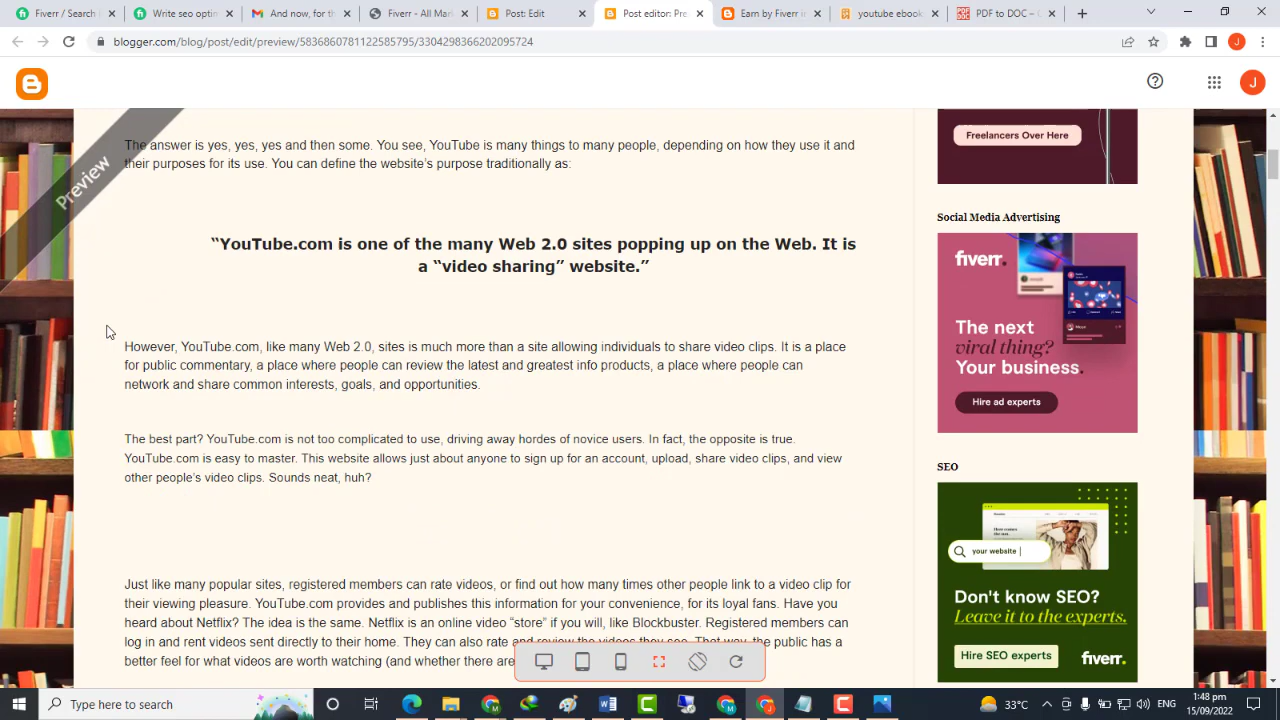 Search resul
Write seo optin
And now, for th
Fiverr - All Mark
Post: Edit
Post editor: Pre
Earn by Fiverr in
youtube ebook
PDF to DOC – C
blogger.com/blog/post/edit/preview/5836860781122585795/3304298366202095724
J
J
Preview
The answer is yes, yes, yes and then some. You see, YouTube is many things to many people, depending on how they use it and
their purposes for its use. You can define the website's purpose traditionally as:
“YouTube.com is one of the many Web 2.0 sites popping up on the Web. It is
a “video sharing” website.”
However, YouTube.com, like many Web 2.0, sites is much more than a site allowing individuals to share video clips. It is a place
for public commentary, a place where people can review the latest and greatest info products, a place where people can
network and share common interests, goals, and opportunities.
The best part? YouTube.com is not too complicated to use, driving away hordes of novice users. In fact, the opposite is true.
YouTube.com is easy to master. This website allows just about anyone to sign up for an account, upload, share video clips, and view
other people's video clips. Sounds neat, huh?
Just like many popular sites, registered members can rate videos, or find out how many times other people link to a video clip for
their viewing pleasure. YouTube.com provides and publishes this information for your convenience, for its loyal fans. Have you
heard about Netflix? The idea is the same. Netflix is an online video “store” if you will, like Blockbuster. Registered members can
log in and rent videos sent directly to their home. They can also rate and review the videos they see. That way, the public has a
better feel for what videos are worth watching (and whether there are
Freelancers Over Here
Social Media Advertising
fiverr.
The next
viral thing?
Your business.
Hire ad experts
SEO
your website |
Don't know SEO?
Leave it to the experts.
Hire SEO experts
fiverr.
Type here to search
33°C
ENG
1:48 pm
15/09/2022